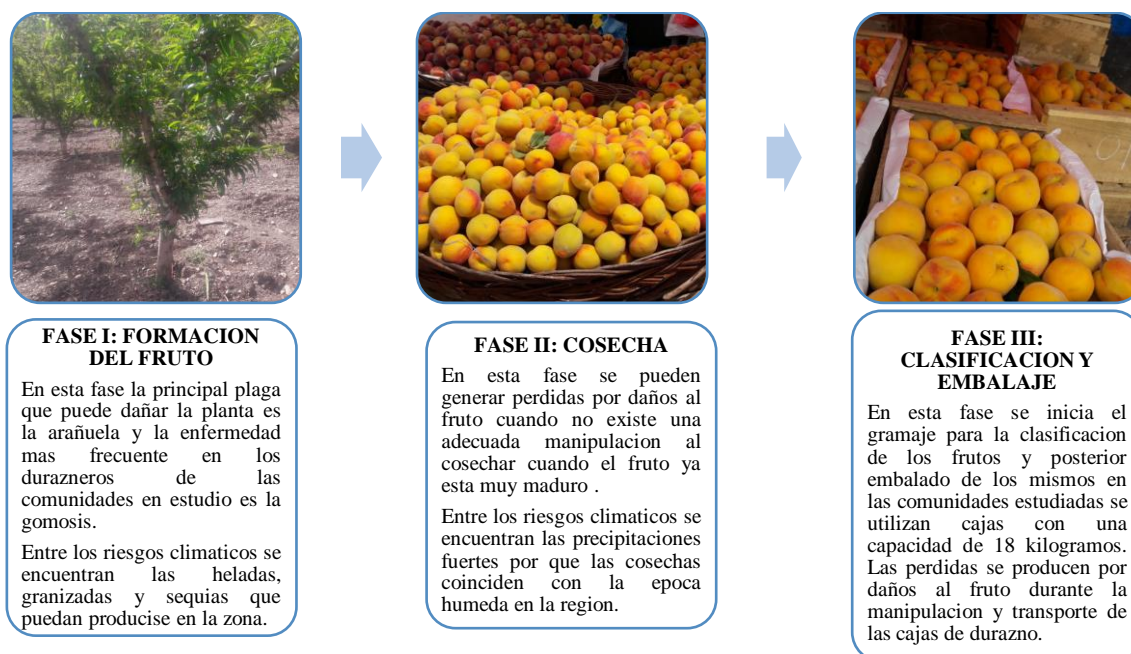 FASE I: FORMACION
DEL FRUTO
En esta fase la principal plaga
que puede dañar la planta es
la arañuela y la enfermedad
mas frecuente en los
durazneros de las
comunidades en estudio es la
gomosis.
Entre los riesgos climaticos se
encuentran las heladas,
granizadas y sequias que
puedan producise en la zona.
FASE II: COSECHA
En esta fase se pueden
generar perdidas por daños al
fruto cuando no existe una
adecuada manipulacion al
cosechar cuando el fruto ya
esta muy maduro .
Entre los riesgos climaticos se
encuentran las precipitaciones
fuertes por que las cosechas
coinciden con la epoca
humeda en la region.
FASE III:
CLASIFICACION Y
EMBALAJE
En esta fase se inicia el
gramaje para la clasificacion
de los frutos y posterior
embalado de los mismos en
las comunidades estudiadas se
utilizan cajas con una
capacidad de 18 kilogramos.
Las perdidas se producen por
daños al fruto durante la
manipulacion y transporte de
las cajas de durazno.